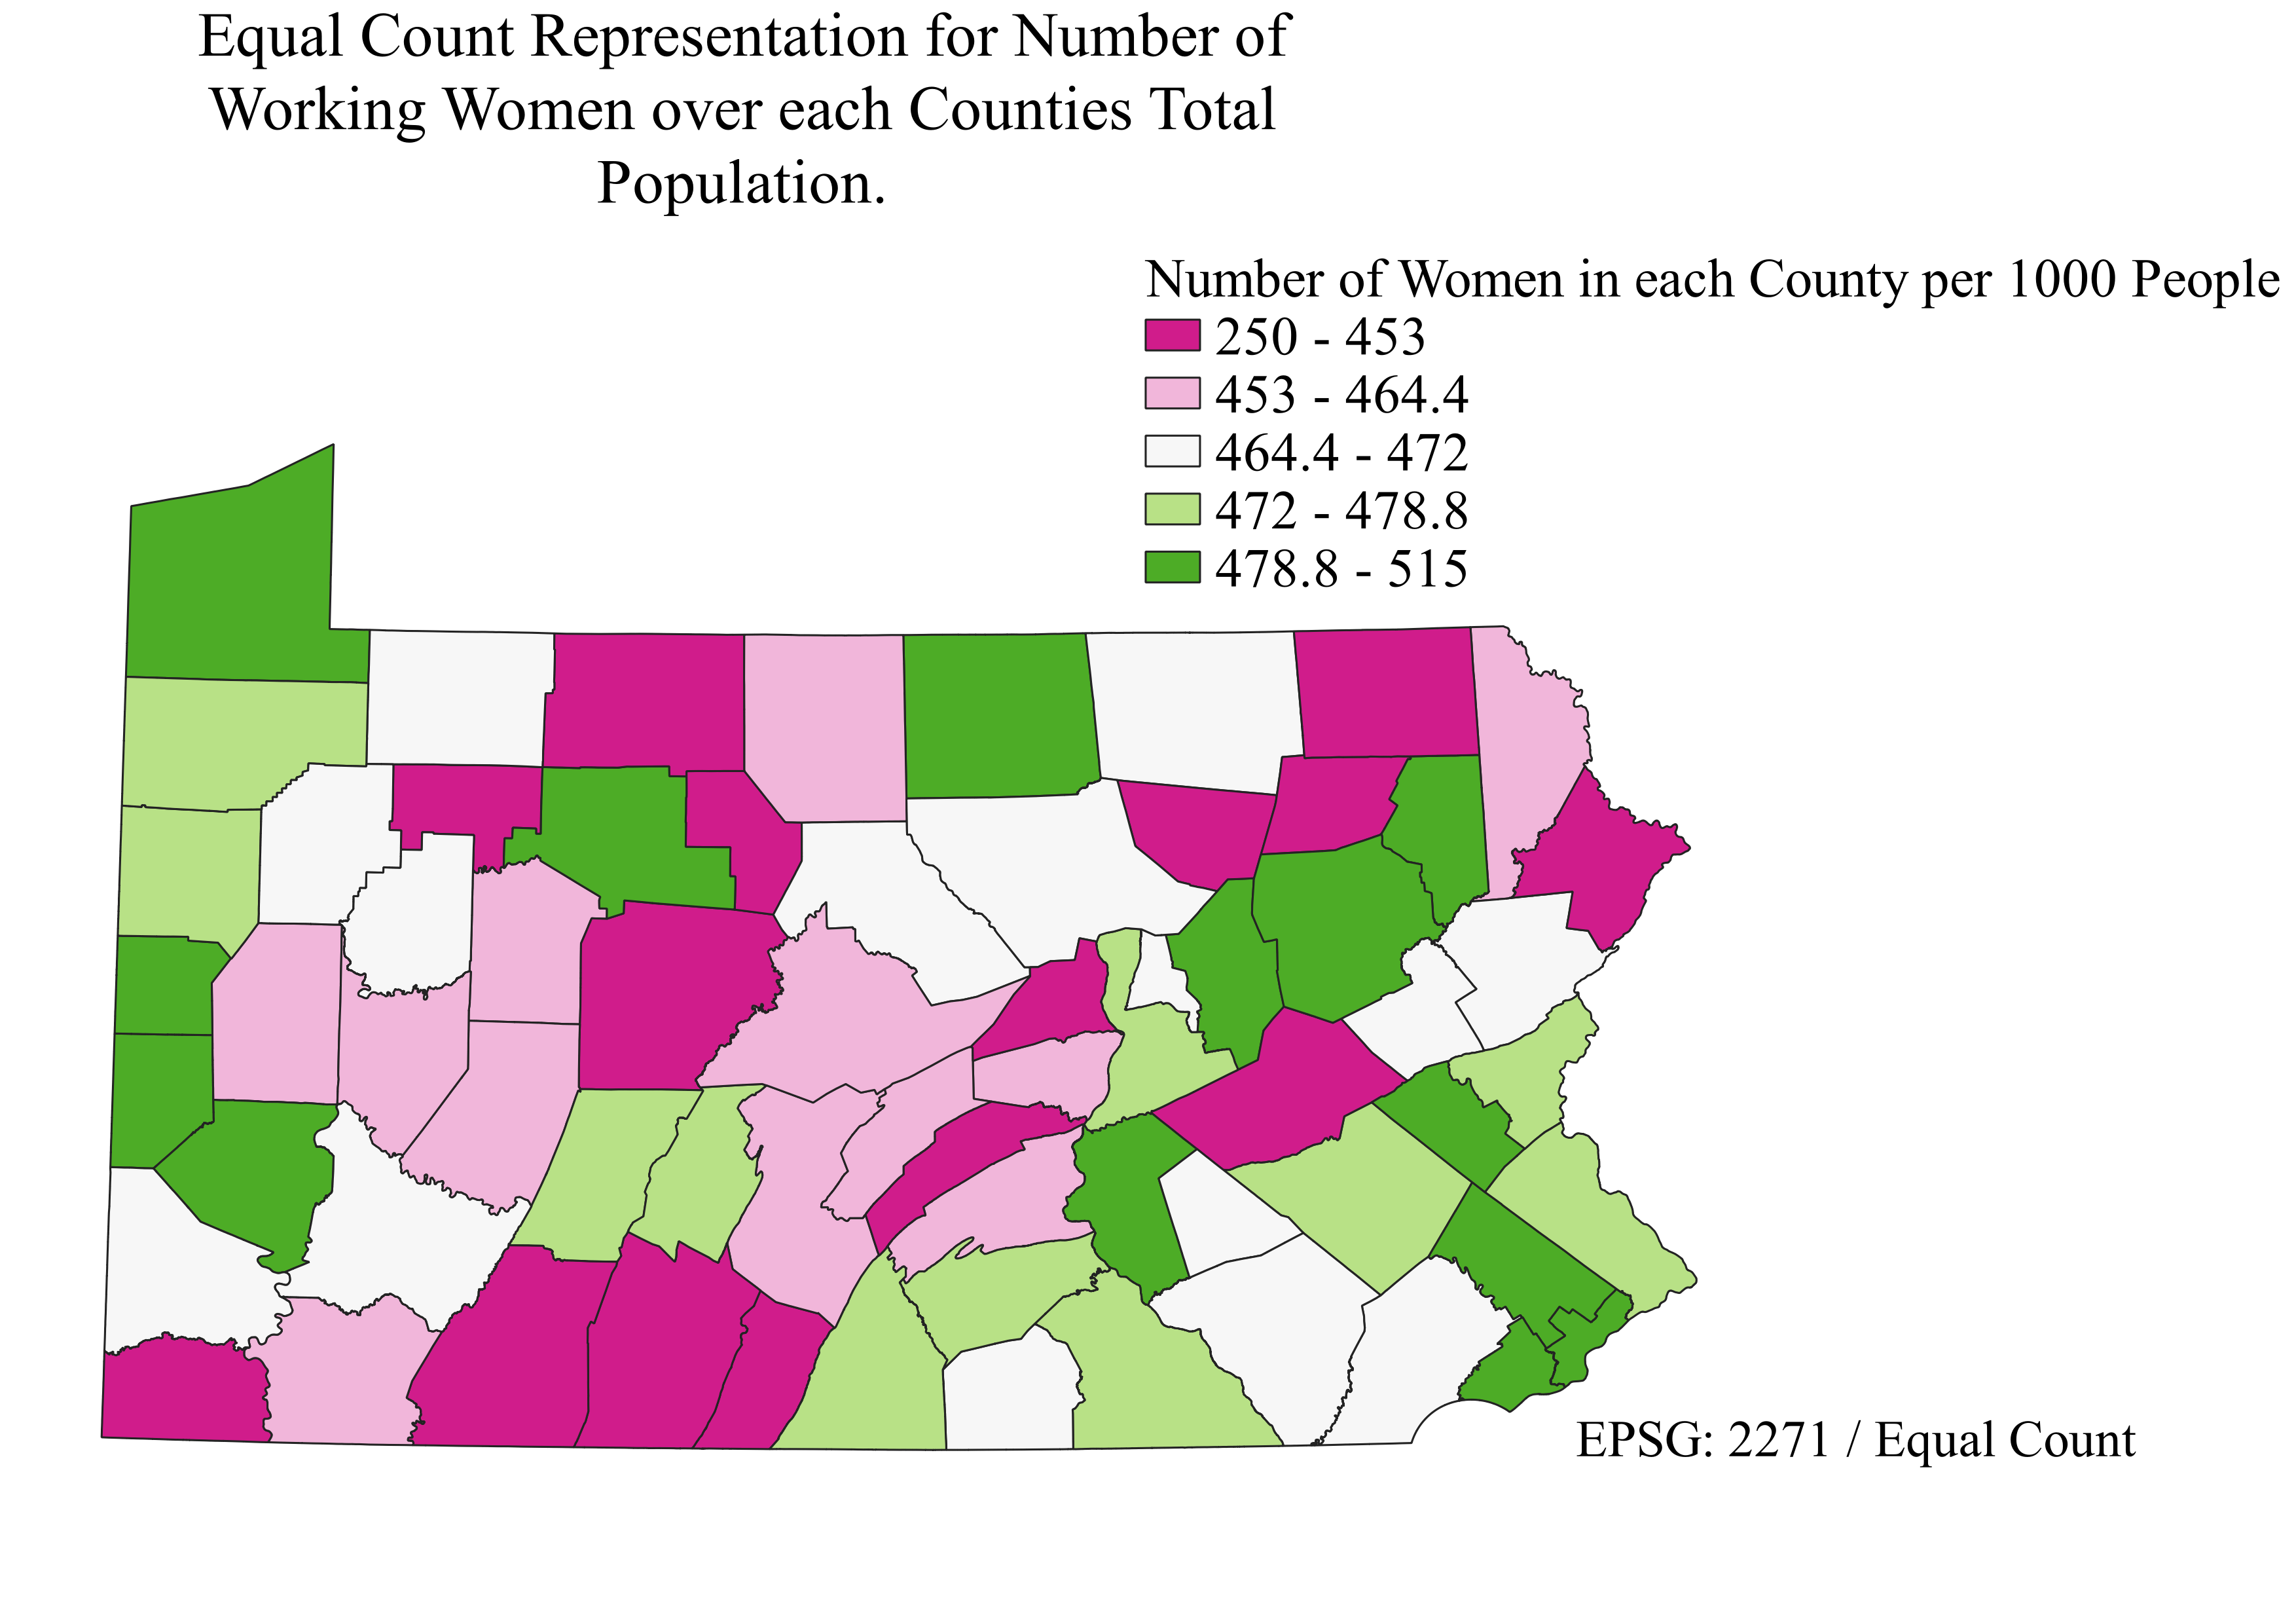 Equal Count Representation for Number of
Working Women over each Counties Total
Population.
Number of Women in each County per 1000 People
250 - 453
453 - 464.4
464.4 - 472
472 - 478.8
478.8 - 515
EPSG: 2271 / Equal Count